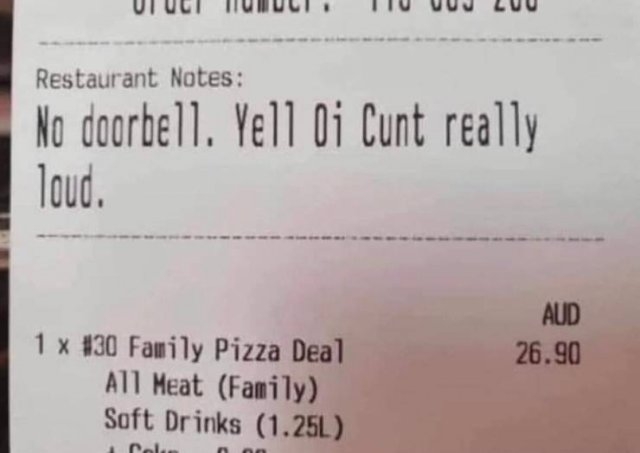 Restaurant Notes:
No doorbell. Yell Oi Cunt really
loud.
AUD
1 x #30 Family Pizza Deal 26.90
All Meat (Family)
Soft Drinks (1.25L)